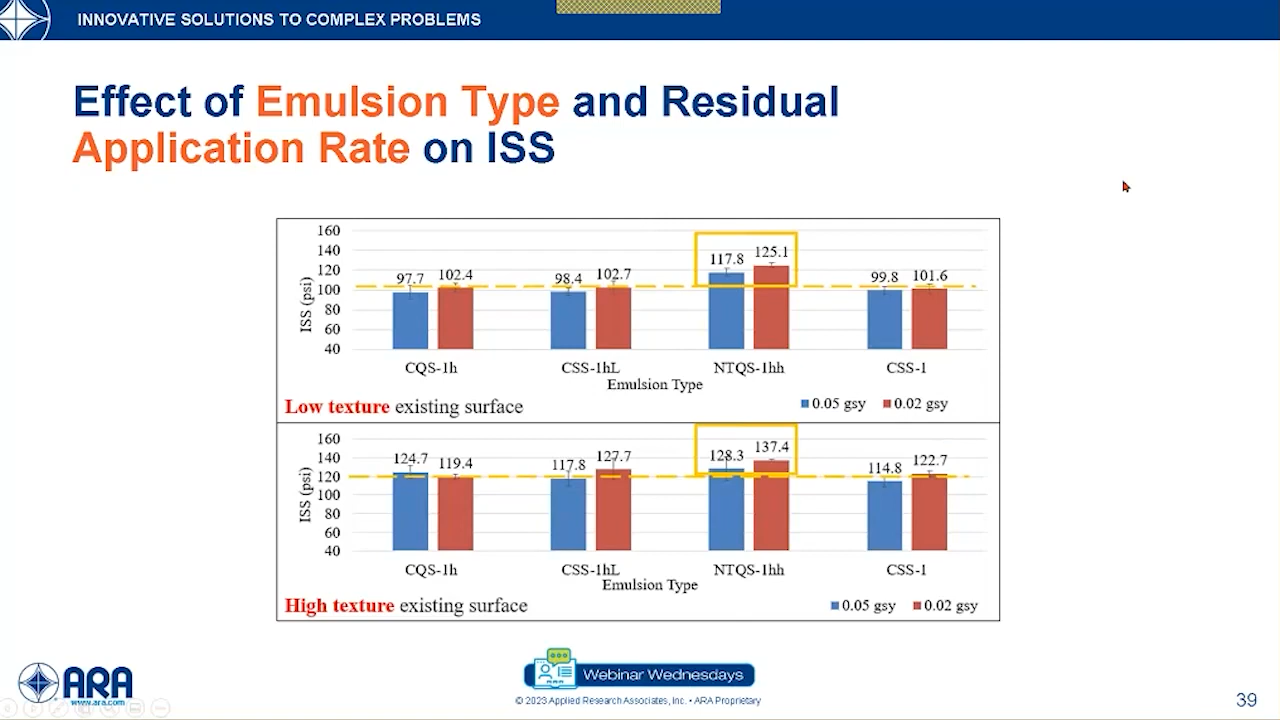 INNOVATIVE SOLUTIONS TO COMPLEX PROBLEMS
Effect of Emulsion Type and Residual
Application Rate on ISS
160
140
120
100
80
60
40
ISS (psi)
97.7 102.4 98.4 102.7 117.8 125.1 99.8 101.6
CQS-1h CSS-1hL NTQS-1hh CSS-1
Emulsion Type
Low texture existing surface
0.05 gsy 0.02 gsy
160
140
120
100
80
60
40
ISS (psi)
124.7 119.4 117.8 127.7 128.3 137.4 114.8 122.7
CQS-1h CSS-1hL NTQS-1hh CSS-1
Emulsion Type
High texture existing surface
0.05 gsy 0.02 gsy
ARA
www.ara.com
Webinar Wednesdays
© 2023 Applied Research Associates, Inc. • ARA Proprietary
39